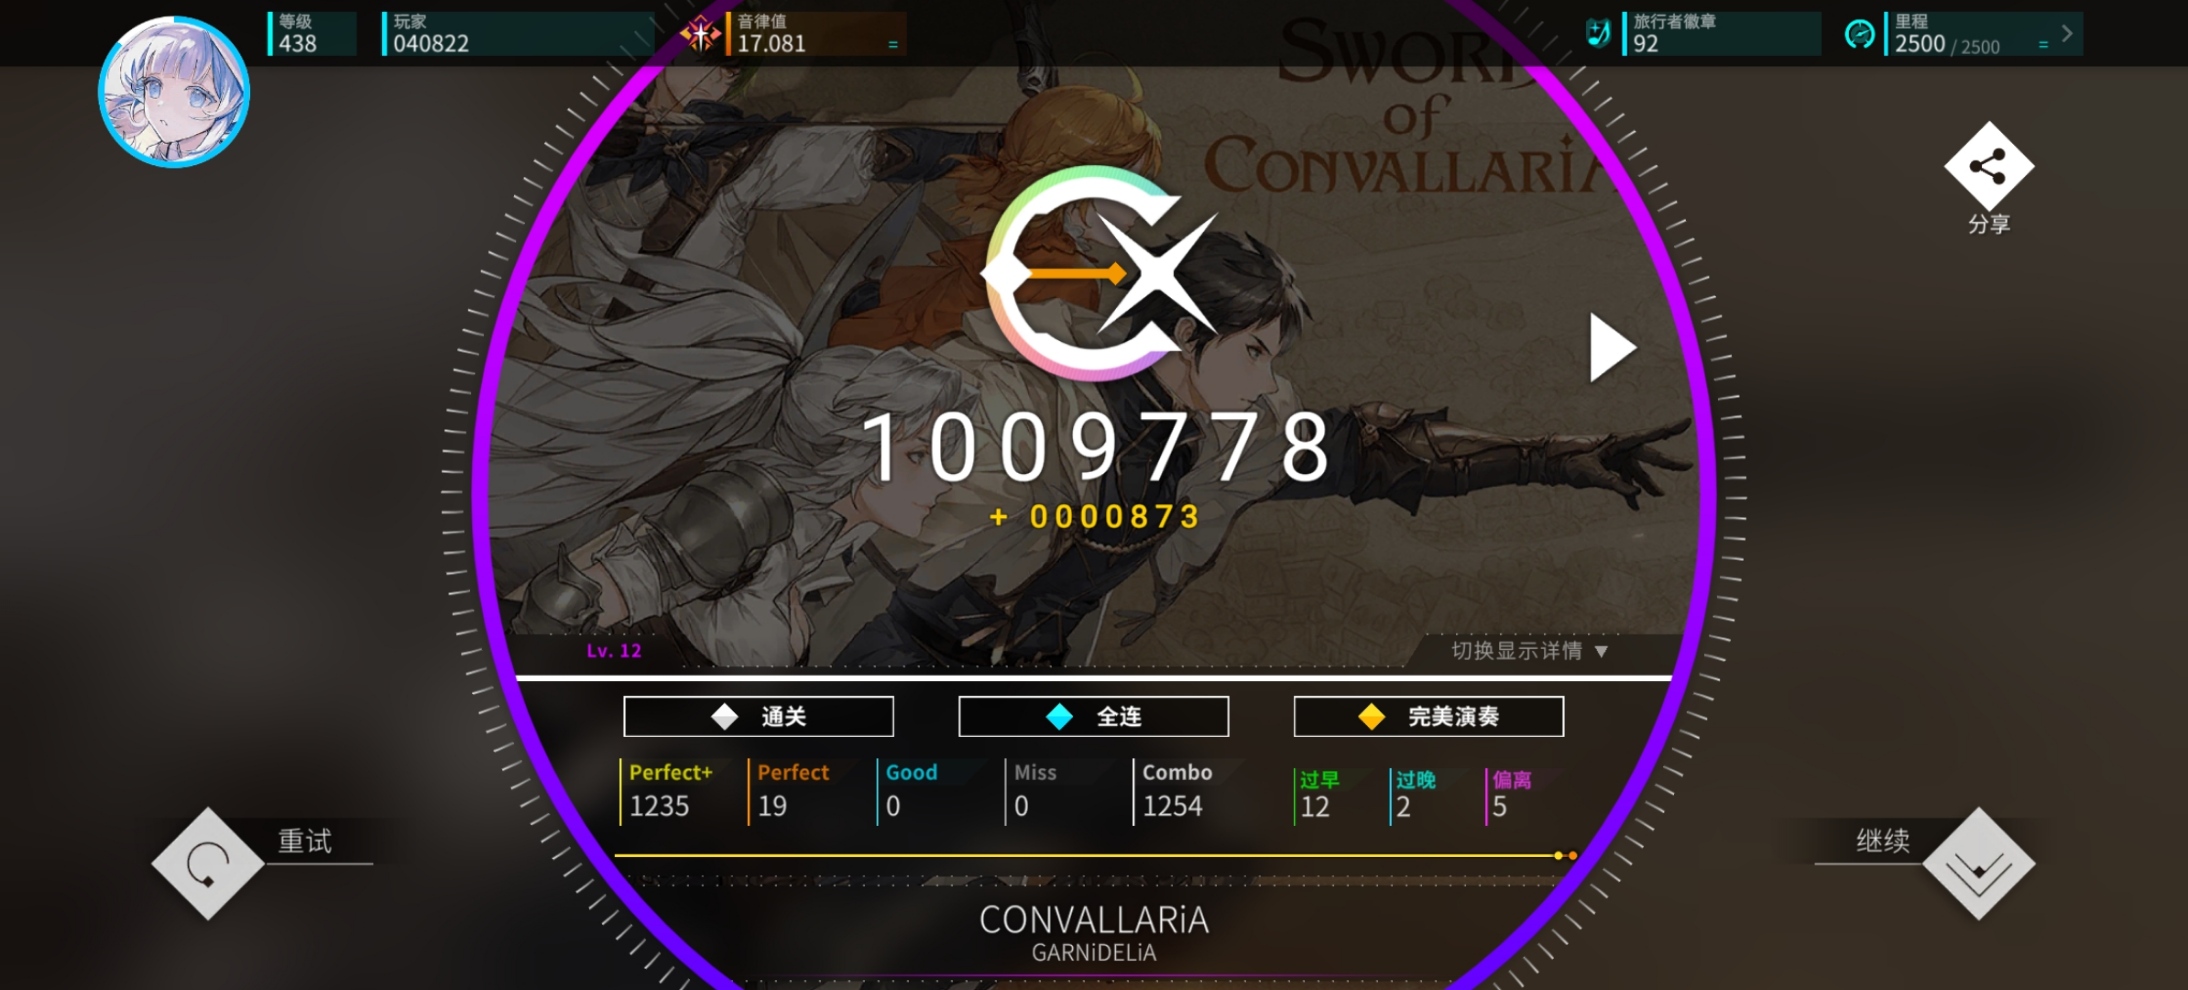 等级
438
玩家
040822
音律值
17.081
=
旅行者徽章
92
里程
2500 / 2500
=
SWORD
of
CONVALLARiA
分享
EX
1009778
+ 0000873
Lv. 12
切换显示详情 ▼
通关
全连
完美演奏
Perfect+
1235
Perfect
19
Good
0
Miss
0
Combo
1254
过早
12
过晚
2
偏离
5
重试
继续
CONVALLARiA
GARNiDELiA